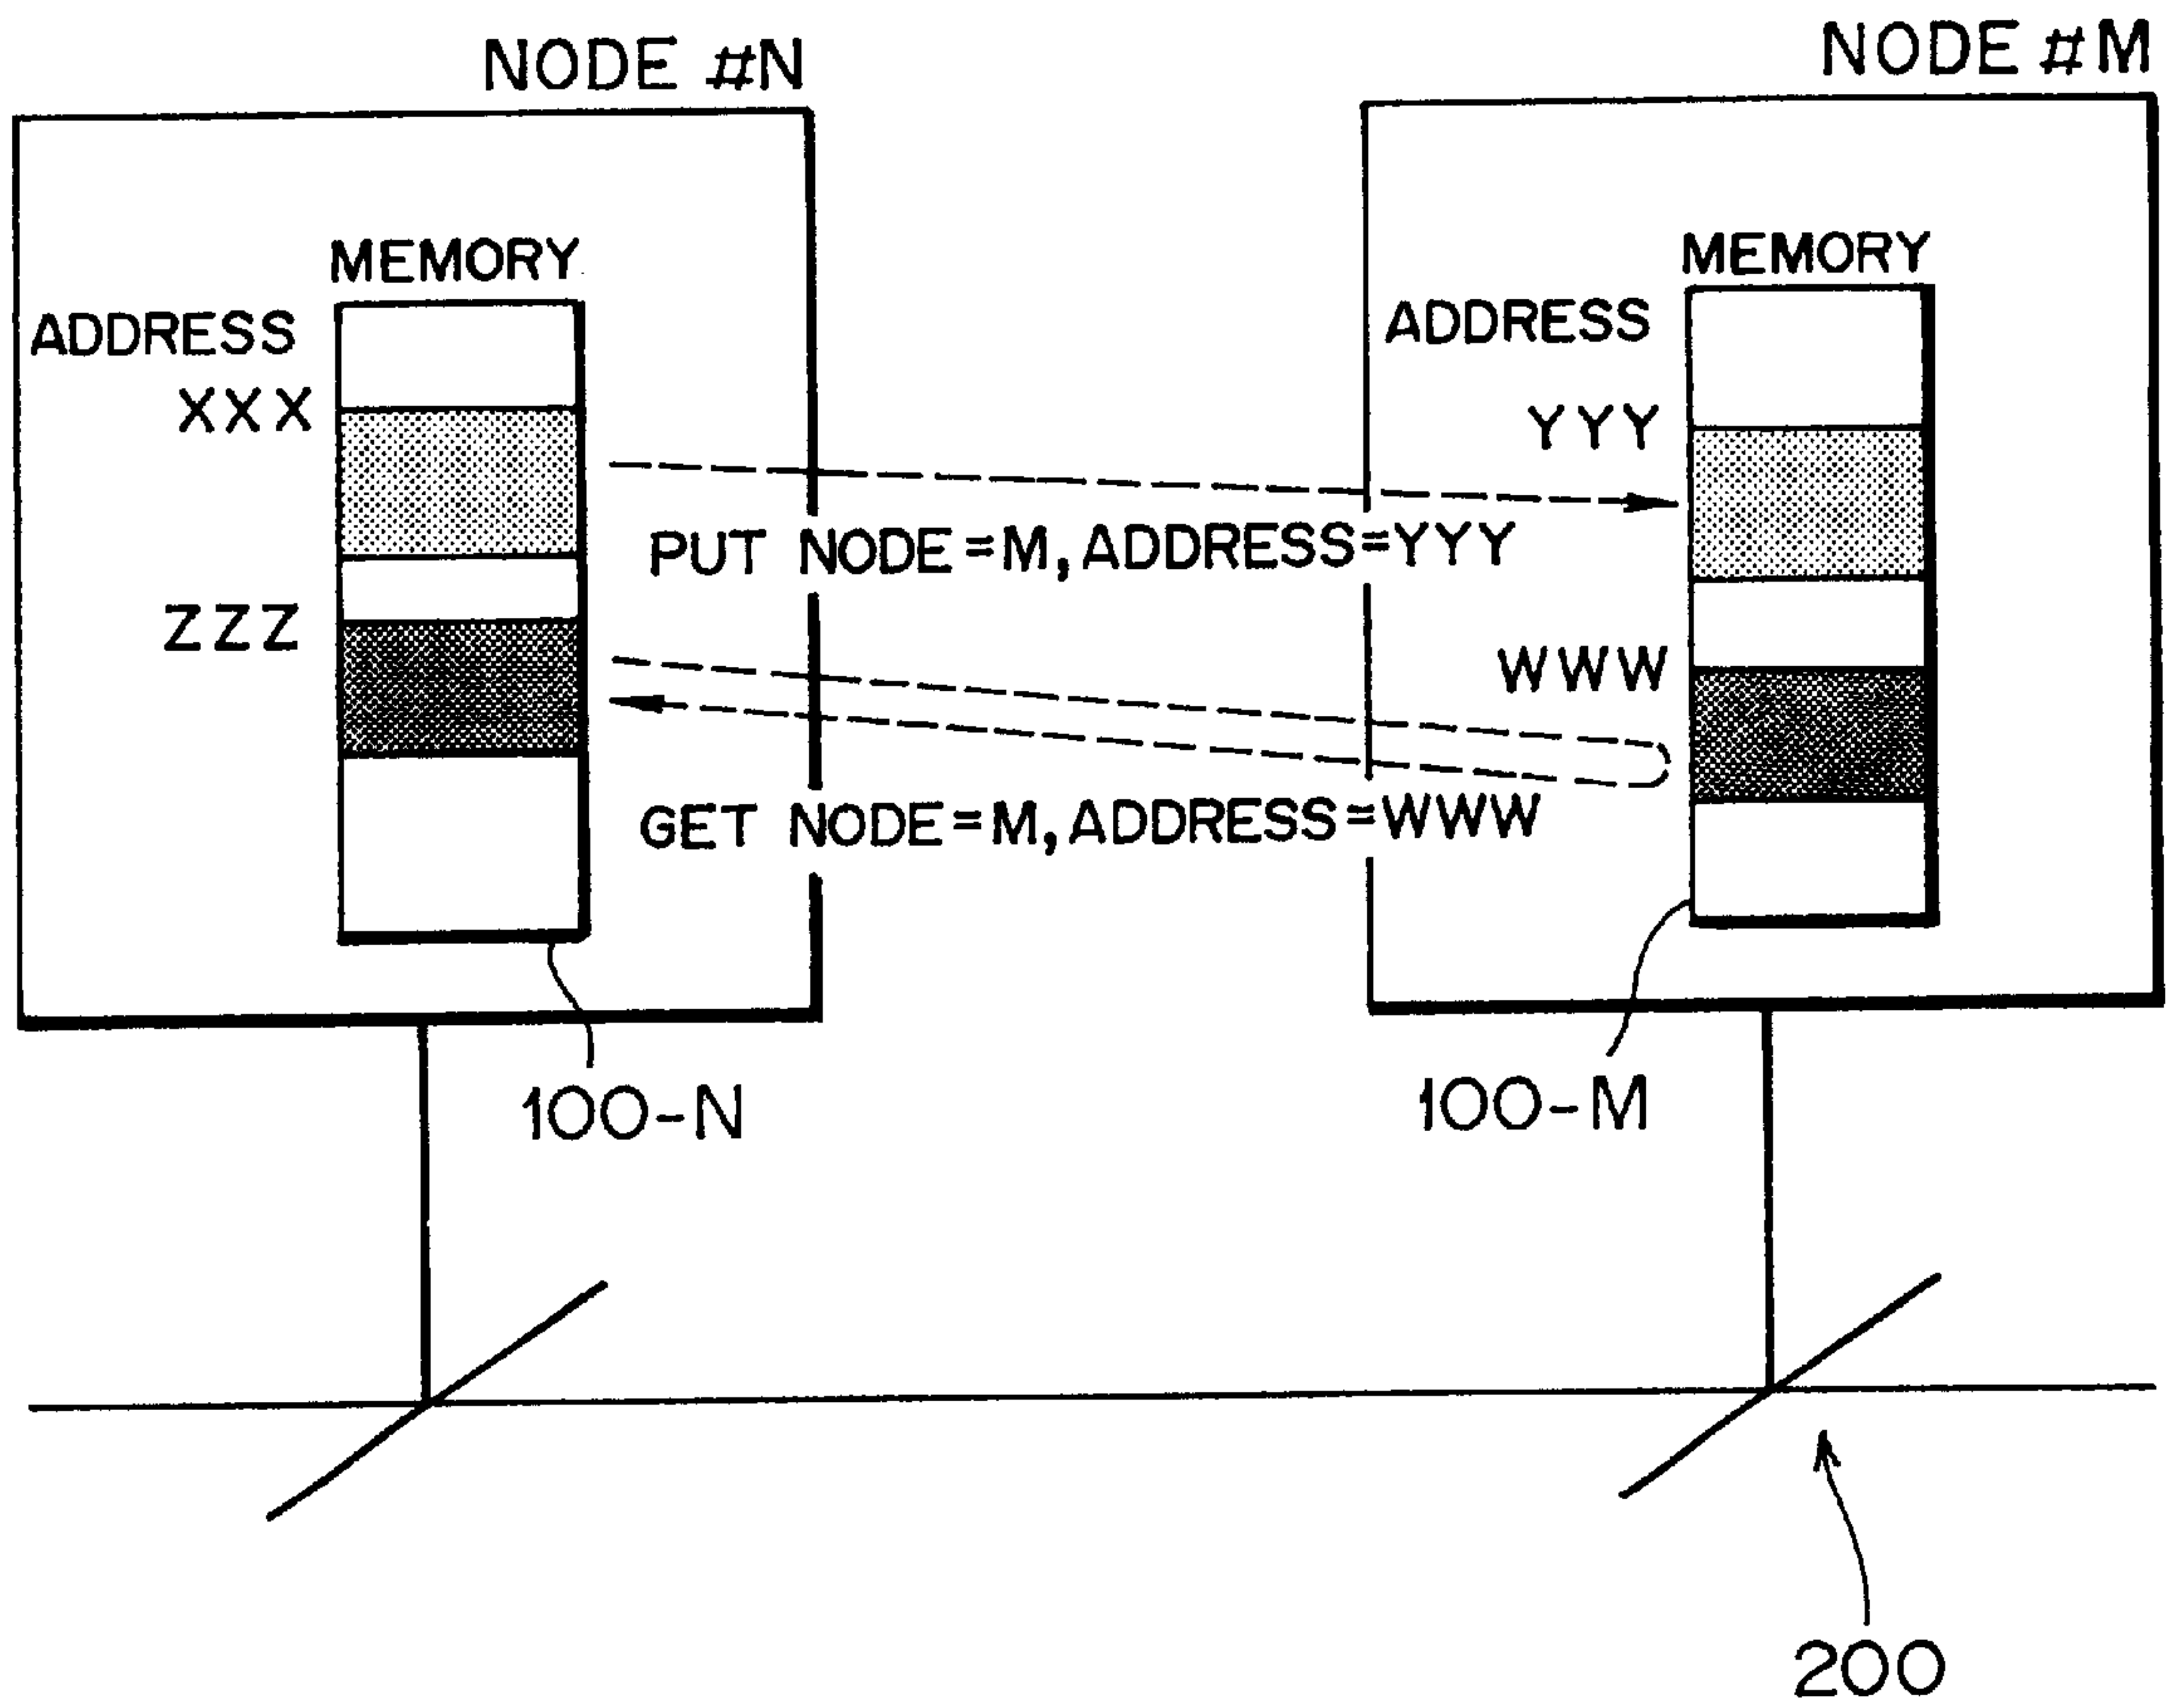 NODE #N
NODE #M
MEMORY
MEMORY
ADDRESS
ADDRESS
XXX
YYY
PUT NODE=M, ADDRESS=YYY
ZZZ
WWW
GET NODE=M, ADDRESS=WWW
100-N
100-M
200